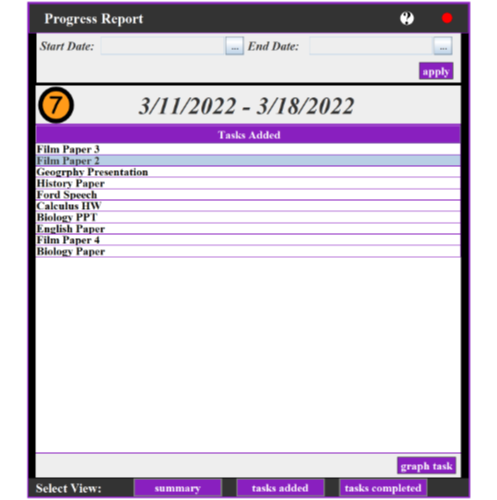 Progress Report ?
Start Date: ... End Date: ...
apply
7 3/11/2022 - 3/18/2022
Tasks Added
Film Paper 3
Film Paper 2
Geogrphy Presentation
History Paper
Ford Speech
Calculus HW
Biology PPT
English Paper
Film Paper 4
Biology Paper
graph task
Select View: summary tasks added tasks completed